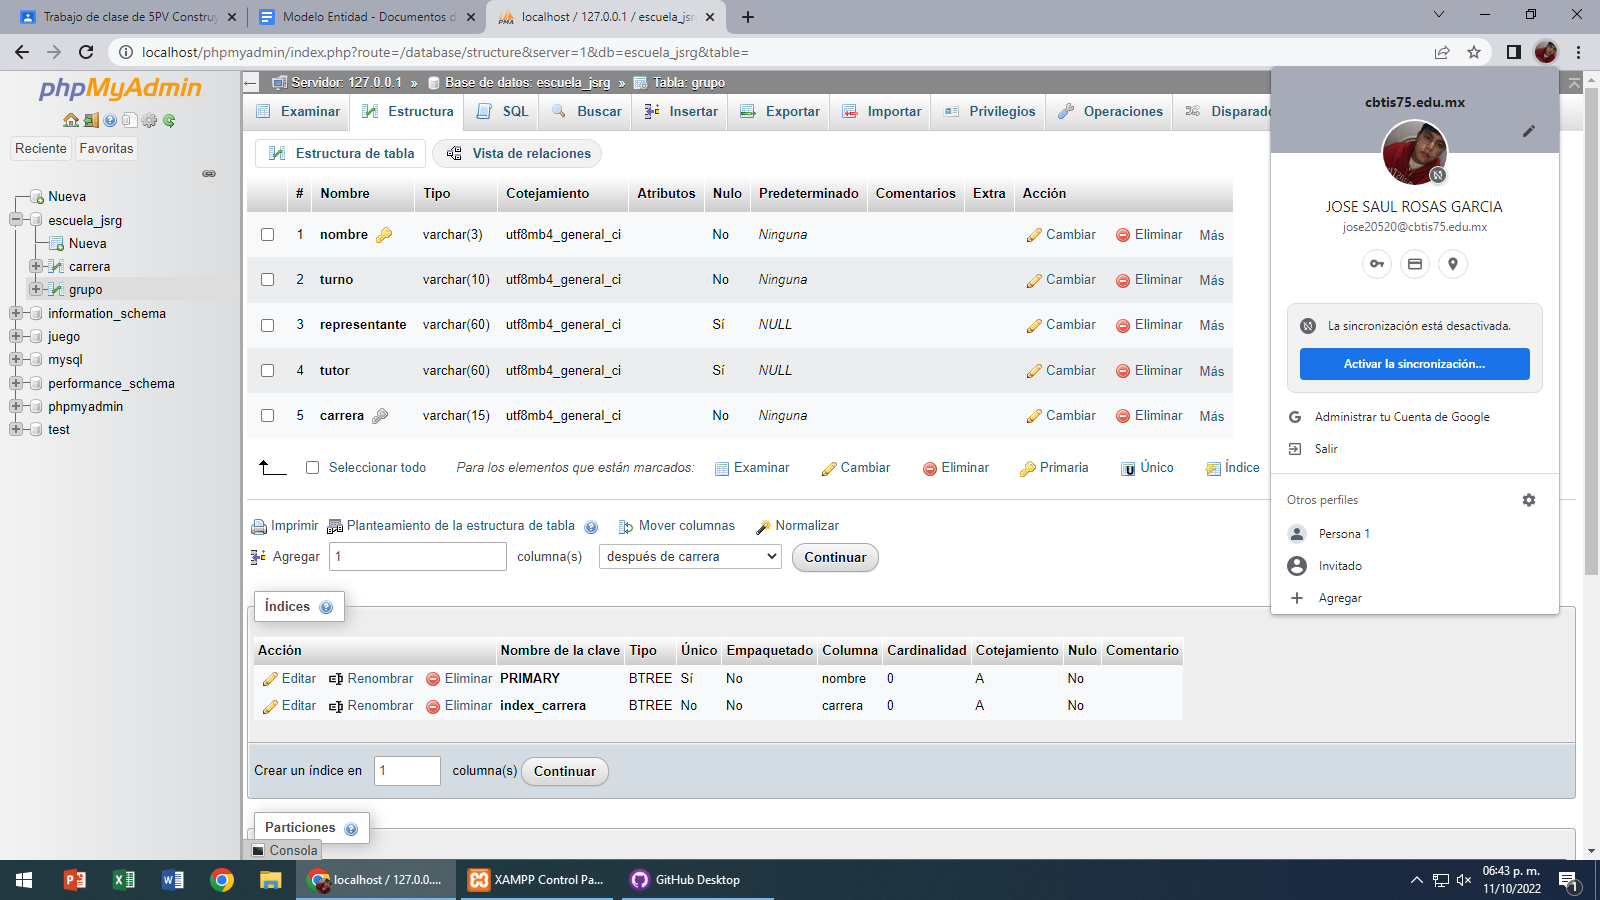 Trabajo de clase de 5PV Constru
Modelo Entidad - Documentos d
localhost / 127.0.0.1 / escuela_jsr
localhost/phpmyadmin/index.php?route=/database/structure&server=1&db=escuela_jsrg&table=
phpMyAdmin
Reciente
Favoritas
Nueva
escuela_jsrg
Nueva
carrera
grupo
information_schema
juego
mysql
performance_schema
phpmyadmin
test
Servidor: 127.0.0.1 » Base de datos: escuela_jsrg » Tabla: grupo
Examinar Estructura SQL Buscar Insertar Exportar Importar Privilegios Operaciones Disparado
Estructura de tabla Vista de relaciones
# Nombre Tipo Cotejamiento Atributos Nulo Predeterminado Comentarios Extra Acción
1 nombre varchar(3) utf8mb4_general_ci No Ninguna Cambiar Eliminar Más
2 turno varchar(10) utf8mb4_general_ci No Ninguna Cambiar Eliminar Más
3 representante varchar(60) utf8mb4_general_ci Sí NULL Cambiar Eliminar Más
4 tutor varchar(60) utf8mb4_general_ci Sí NULL Cambiar Eliminar Más
5 carrera varchar(15) utf8mb4_general_ci No Ninguna Cambiar Eliminar Más
Seleccionar todo Para los elementos que están marcados: Examinar Cambiar Eliminar Primaria Único Índice
Imprimir Planteamiento de la estructura de tabla Mover columnas Normalizar
Agregar 1 columna(s) después de carrera Continuar
Índices
Acción Nombre de la clave Tipo Único Empaquetado Columna Cardinalidad Cotejamiento Nulo Comentario
Editar Renombrar Eliminar PRIMARY BTREE Sí No nombre 0 A No
Editar Renombrar Eliminar index_carrera BTREE No No carrera 0 A No
Crear un índice en 1 columna(s) Continuar
Particiones
Consola
cbtis75.edu.mx
JOSE SAUL ROSAS GARCIA
jose20520@cbtis75.edu.mx
La sincronización está desactivada.
Activar la sincronización...
Administrar tu Cuenta de Google
Salir
Otros perfiles
Persona 1
Invitado
Agregar
localhost / 127.0.0....
XAMPP Control Pa...
GitHub Desktop
06:43 p. m.
11/10/2022
1